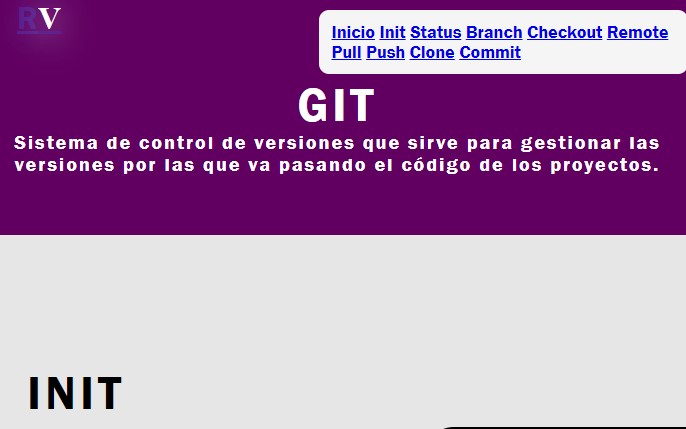 RV
Inicio Init Status Branch Checkout Remote
Pull Push Clone Commit
GIT
Sistema de control de versiones que sirve para gestionar las
versiones por las que va pasando el código de los proyectos.
INIT